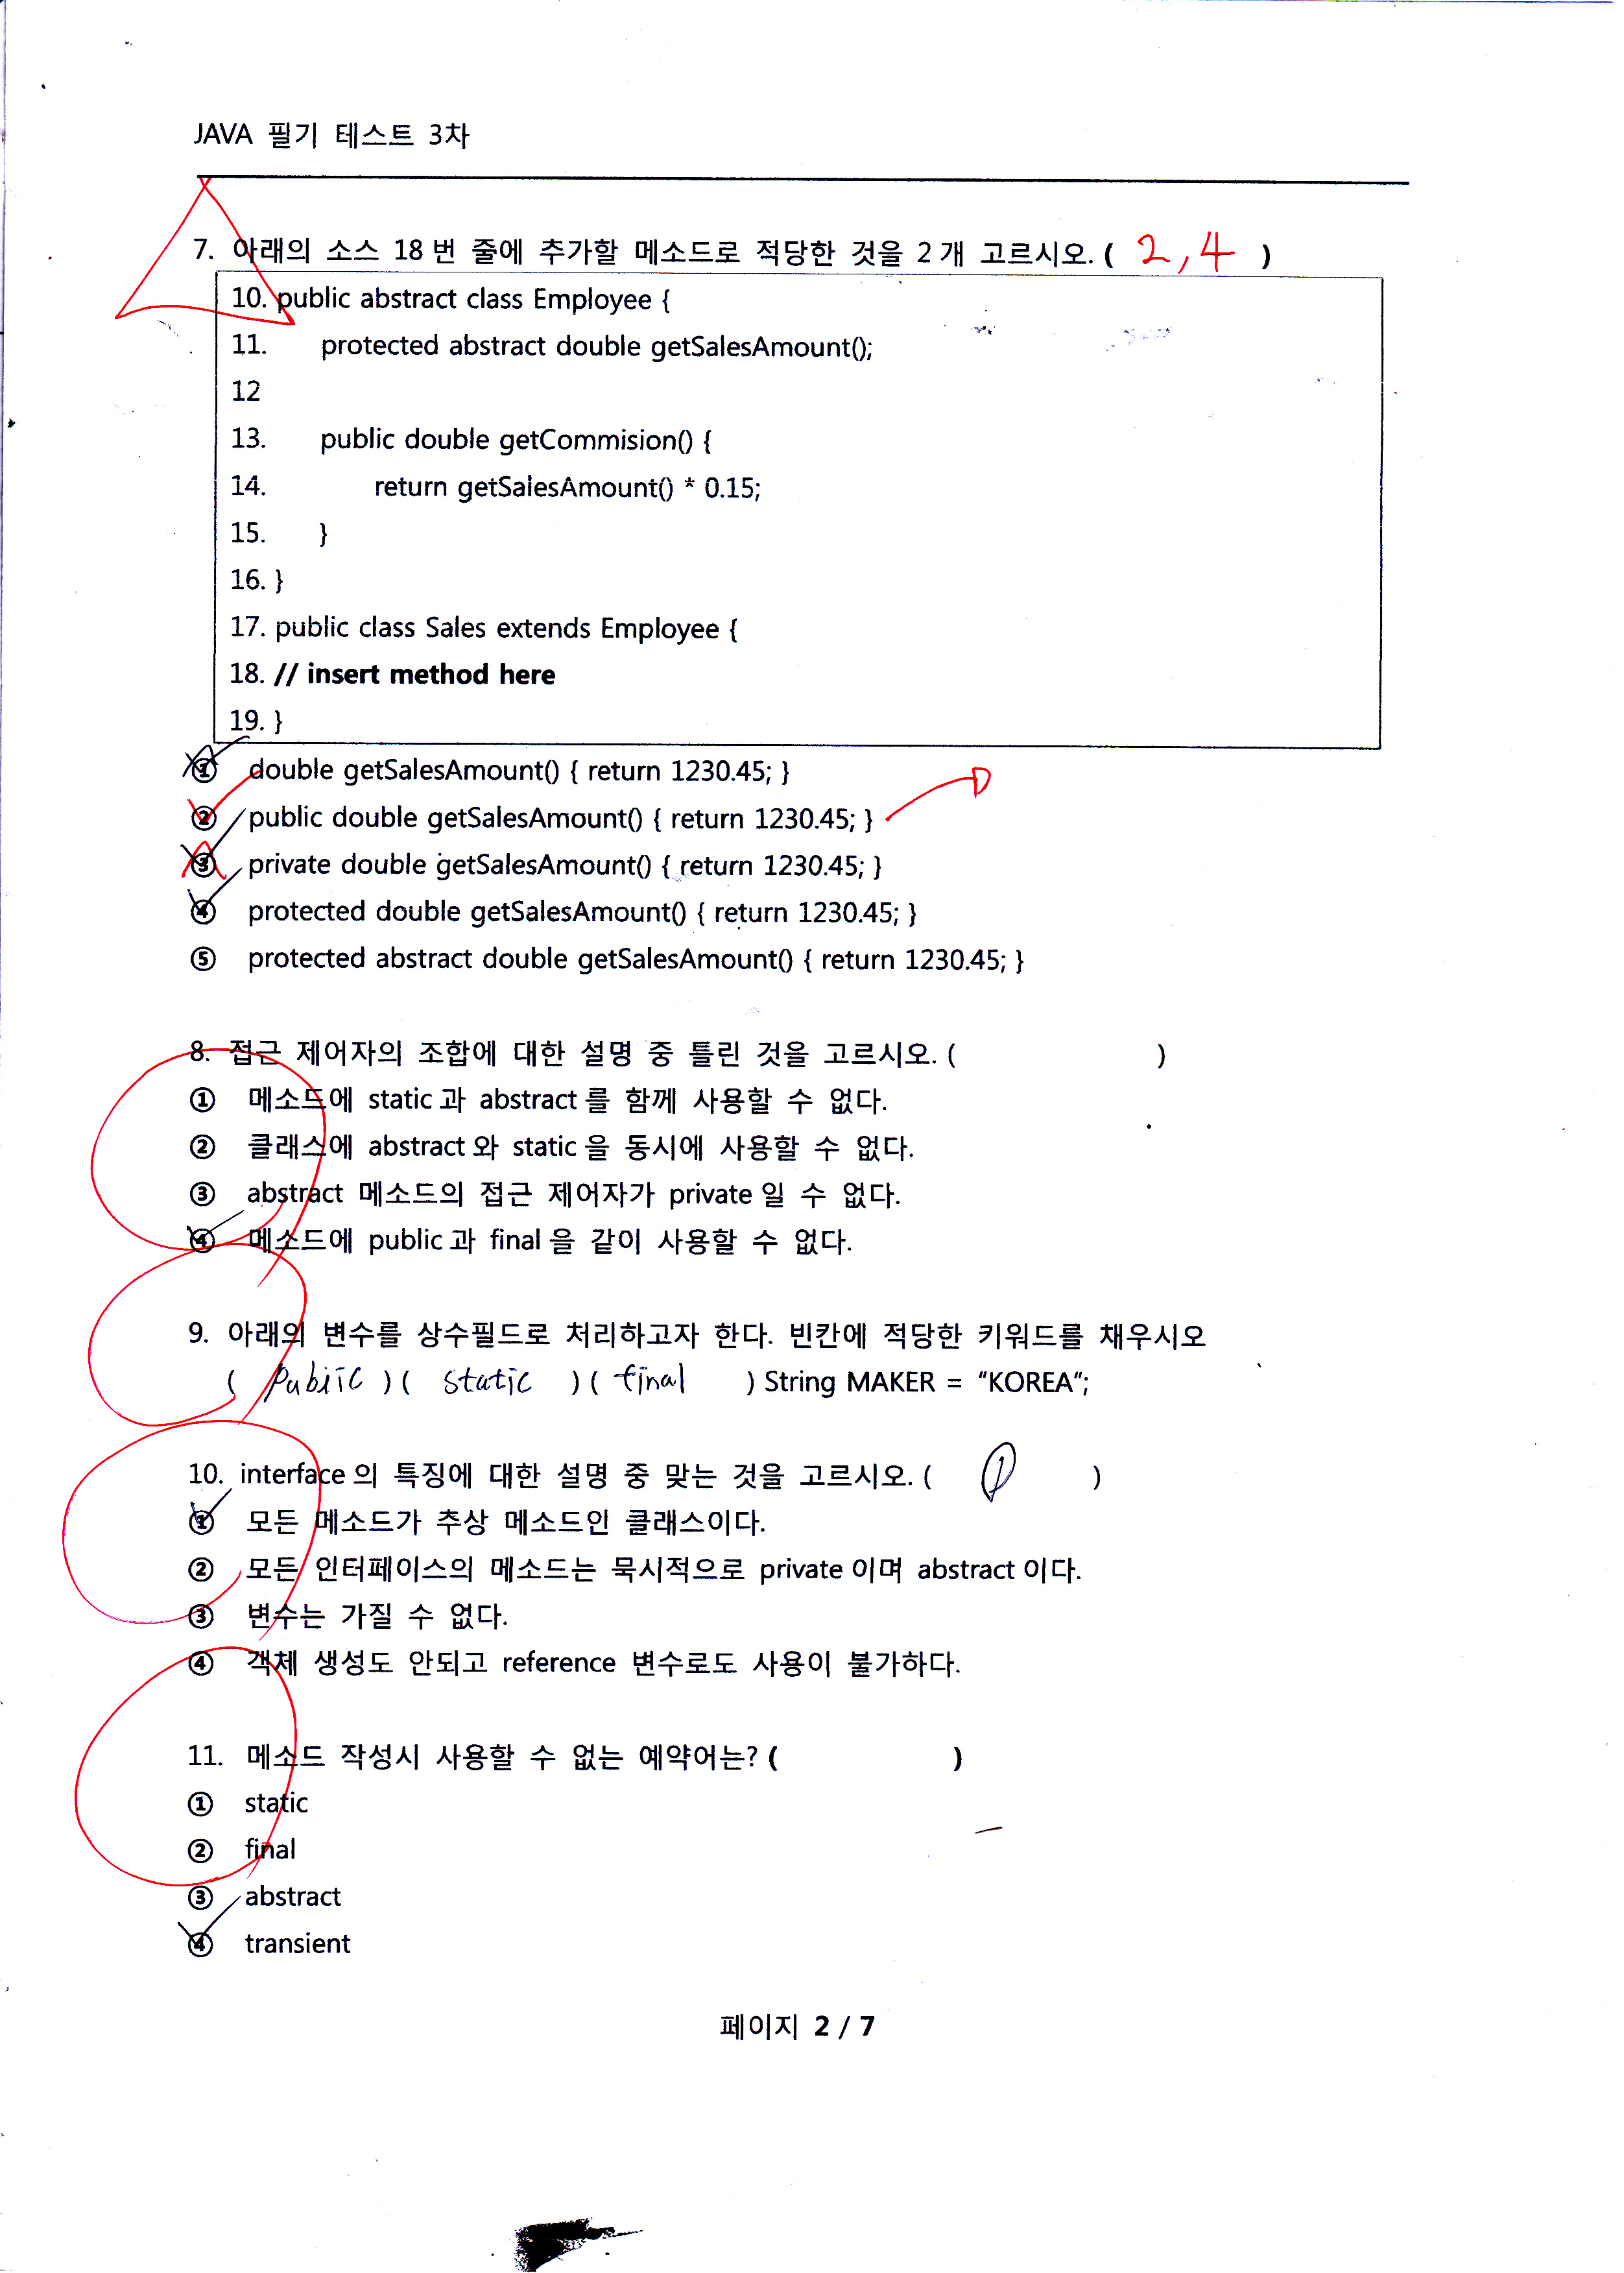 JAVA 필기 테스트 3차
7. 아래의 소스 18 번 줄에 추가할 메소드로 적당한 것을 2 개 고르시오. ( 2, 4 )
10. public abstract class Employee {
11. protected abstract double getSalesAmount();
12
13. public double getCommision() {
14. return getSalesAmount() * 0.15;
15. }
16. }
17. public class Sales extends Employee {
18. // insert method here
19. }
① double getSalesAmount() { return 1230.45; }
② public double getSalesAmount() { return 1230.45; }
③ private double getSalesAmount() { return 1230.45; }
④ protected double getSalesAmount() { return 1230.45; }
⑤ protected abstract double getSalesAmount() { return 1230.45; }
8. 접근 제어자의 조합에 대한 설명 중 틀린 것을 고르시오. ( )
① 메소드에 static 과 abstract 를 함께 사용할 수 없다.
② 클래스에 abstract 와 static 을 동시에 사용할 수 없다.
③ abstract 메소드의 접근 제어자가 private 일 수 없다.
④ 메소드에 public 과 final 을 같이 사용할 수 없다.
9. 아래의 변수를 상수필드로 처리하고자 한다. 빈칸에 적당한 키워드를 채우시오
( public ) ( static ) ( final ) String MAKER = "KOREA";
10. interface 의 특징에 대한 설명 중 맞는 것을 고르시오. ( ① )
① 모든 메소드가 추상 메소드인 클래스이다.
② 모든 인터페이스의 메소드는 묵시적으로 private 이며 abstract 이다.
③ 변수는 가질 수 없다.
④ 객체 생성도 안되고 reference 변수로도 사용이 불가하다.
11. 메소드 작성시 사용할 수 없는 예약어는? ( )
① static
② final
③ abstract
④ transient
페이지 2 / 7